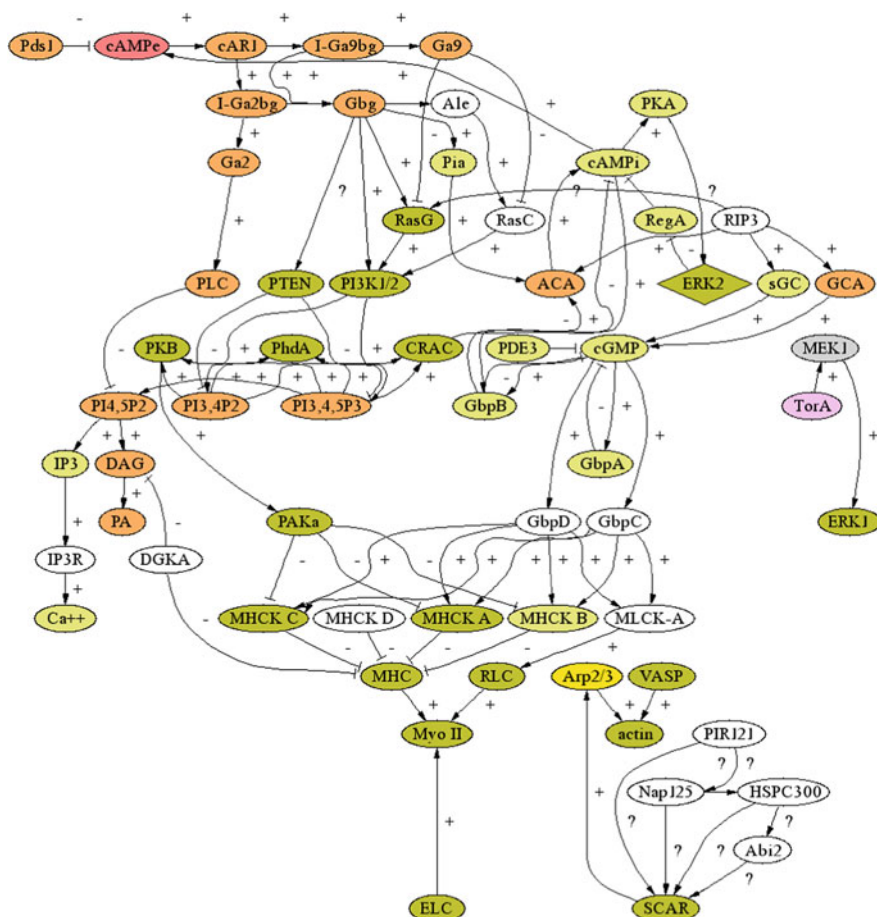 PdsI
cAMPe
cARI
I-Ga9bg
Ga9
I-Ga2bg
Gbg
Ale
PKA
Ga2
Pia
cAMPi
RasG
RasC
RegA
RIP3
PLC
PTEN
PI3K1/2
ACA
ERK2
sGC
GCA
PKB
PhdA
CRAC
PDE3
cGMP
MEK1
PI4,5P2
PI3,4P2
PI3,4,5P3
GbpB
TorA
IP3
DAG
GbpA
PA
PAKa
GbpD
GbpC
ERK1
IP3R
DGKA
Ca++
MHCK C
MHCK D
MHCK A
MHCK B
MLCK-A
MHC
RLC
Arp2/3
VASP
Myo II
actin
PIR121
Nap125
HSPC300
Abi2
ELC
SCAR